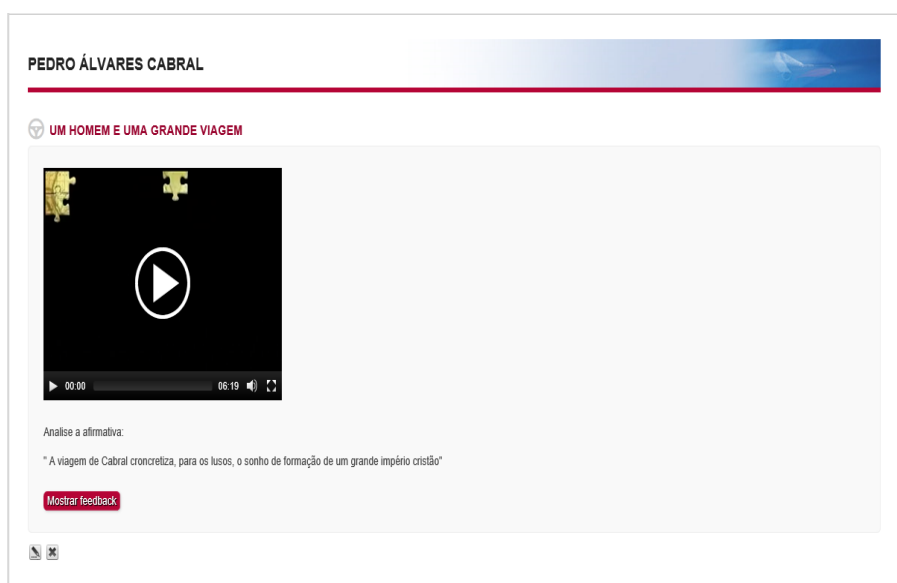 PEDRO ÁLVARES CABRAL
UM HOMEM E UMA GRANDE VIAGEM
00:00 06:19
Analise a afirmativa:
" A viagem de Cabral croncretiza, para os lusos, o sonho de formação de um grande império cristão"
Mostrar feedback